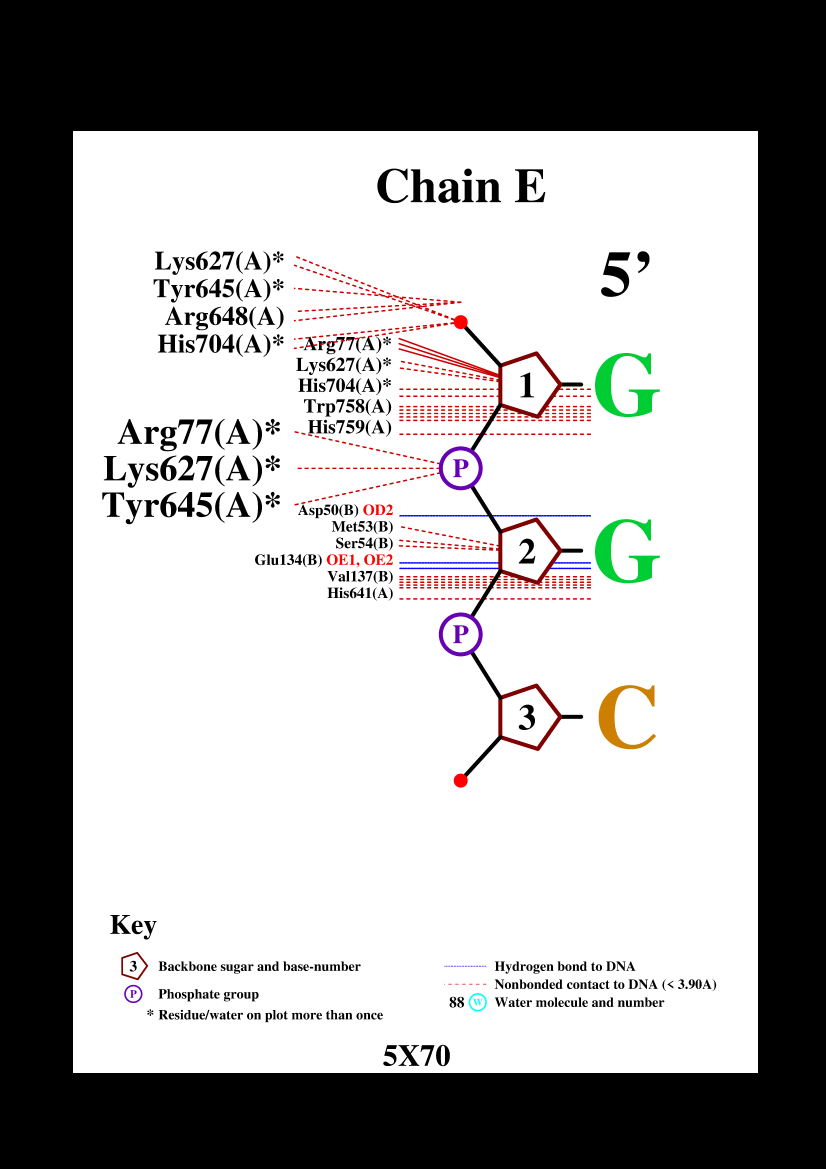 Chain E
5’
Lys627(A)*
Tyr645(A)*
Arg648(A)
His704(A)*
Arg77(A)*
Lys627(A)*
His704(A)*
Trp758(A)
His759(A)
1
G
Arg77(A)*
Lys627(A)*
Tyr645(A)*
P
Asp50(B) OD2
Met53(B)
Ser54(B)
Glu134(B) OE1, OE2
Val137(B)
His641(A)
2
G
P
3
C
Key
3 Backbone sugar and base-number
P Phosphate group
* Residue/water on plot more than once
Hydrogen bond to DNA
Nonbonded contact to DNA (< 3.90A)
88 W Water molecule and number
5X70